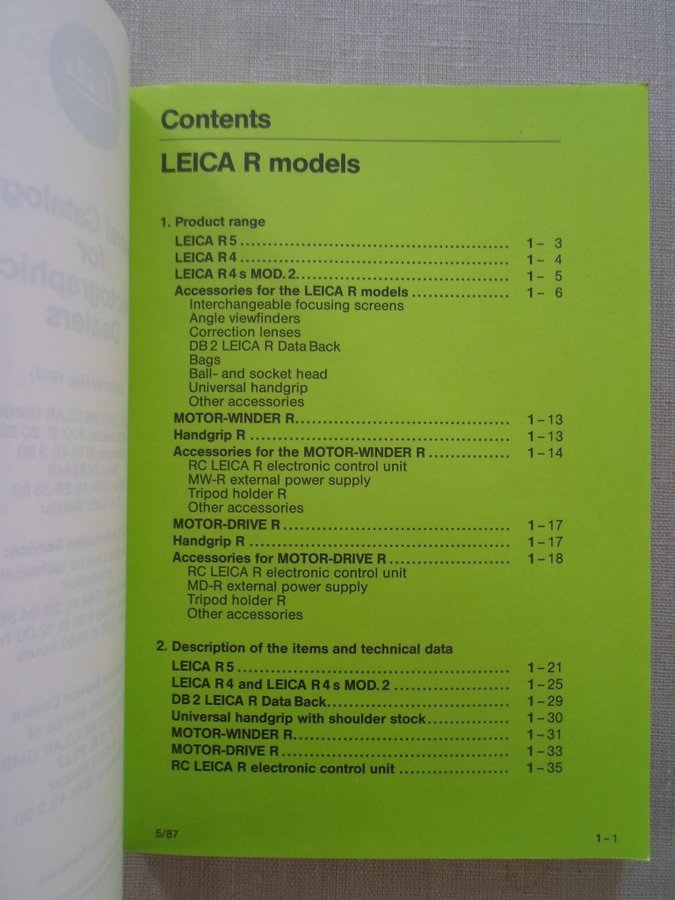 Contents
LEICA R models
1. Product range
LEICA R5 ................................................ 1 – 3
LEICA R4 ................................................ 1 – 4
LEICA R4s MOD. 2....................................... 1 – 5
Accessories for the LEICA R models .................. 1 – 6
Interchangeable focusing screens
Angle viewfinders
Correction lenses
DB 2 LEICA R Data Back
Bags
Ball- and socket head
Universal handgrip
Other accessories
MOTOR-WINDER R....................................... 1 – 13
Handgrip R .............................................. 1 – 13
Accessories for the MOTOR-WINDER R ............... 1 – 14
RC LEICA R electronic control unit
MW-R external power supply
Tripod holder R
Other accessories
MOTOR-DRIVE R ........................................ 1 – 17
Handgrip R .............................................. 1 – 17
Accessories for MOTOR-DRIVE R ..................... 1 – 18
RC LEICA R electronic control unit
MD-R external power supply
Tripod holder R
Other accessories
2. Description of the items and technical data
LEICA R5 ................................................ 1 – 21
LEICA R4 and LEICA R4s MOD. 2 ..................... 1 – 25
DB 2 LEICA R Data Back................................ 1 – 29
Universal handgrip with shoulder stock............... 1 – 30
MOTOR-WINDER R....................................... 1 – 31
MOTOR-DRIVE R ........................................ 1 – 33
RC LEICA R electronic control unit .................... 1 – 35
5/87
1 – 1